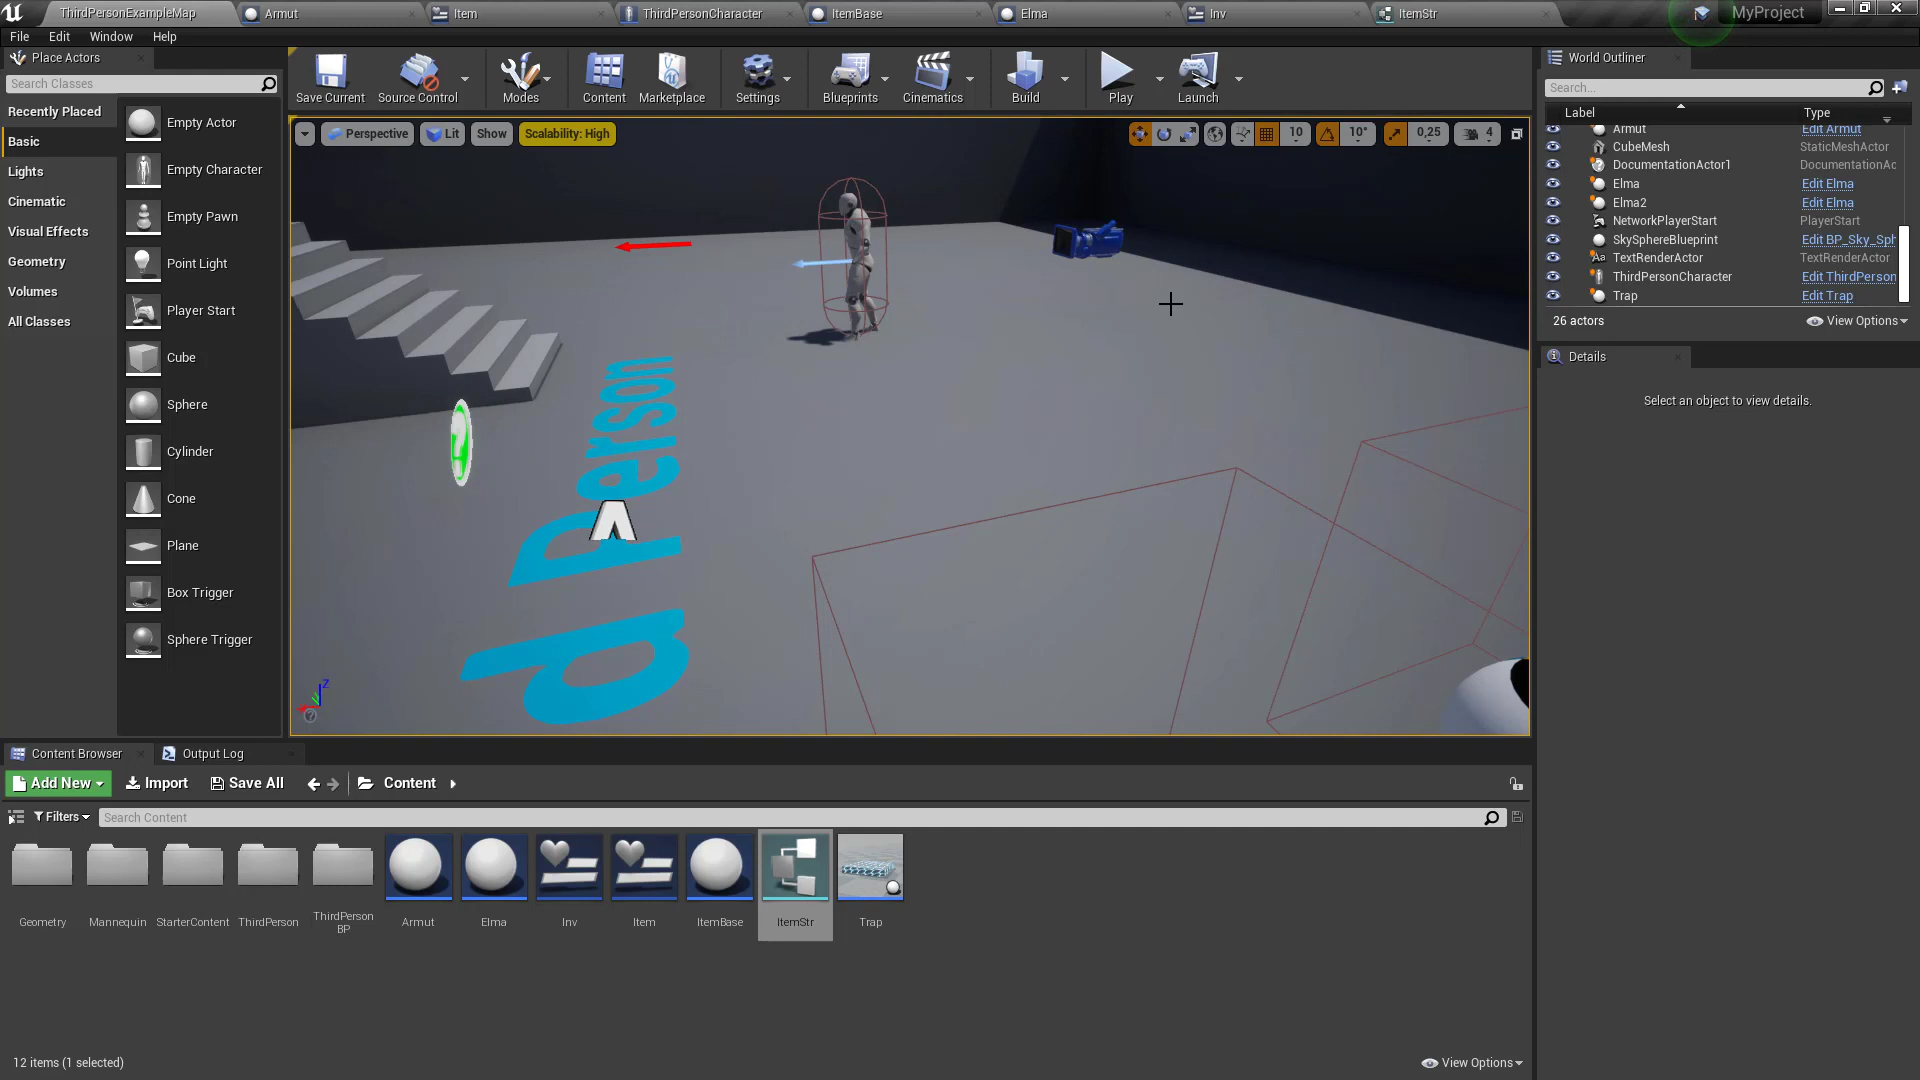 ThirdPersonExampleMap
Armut
Item
ThirdPersonCharacter
ItemBase
Elma
Inv
ItemStr
MyProject
File Edit Window Help
Place Actors
Search Classes
Recently Placed
Basic
Lights
Cinematic
Visual Effects
Geometry
Volumes
All Classes
Empty Actor
Empty Character
Empty Pawn
Point Light
Player Start
Cube
Sphere
Cylinder
Cone
Plane
Box Trigger
Sphere Trigger
Save Current
Source Control
Modes
Content
Marketplace
Settings
Blueprints
Cinematics
Build
Play
Launch
Perspective
Lit
Show
Scalability: High
10
10°
0,25
4
d Person
Z
World Outliner
Search...
Label Type
Armut Edit Armut
CubeMesh StaticMeshActor
DocumentationActor1 DocumentationAc
Elma Edit Elma
Elma2 Edit Elma
NetworkPlayerStart PlayerStart
SkySphereBlueprint Edit BP_Sky_Sph
TextRenderActor TextRenderActor
ThirdPersonCharacter Edit ThirdPerson
Trap Edit Trap
26 actors View Options
Details
Select an object to view details.
Content Browser
Output Log
Add New Import Save All Content
Filters Search Content
Geometry
Mannequin
StarterContent
ThirdPerson
ThirdPerson
BP
Armut
Elma
Inv
Item
ItemBase
ItemStr
Trap
12 items (1 selected)
View Options